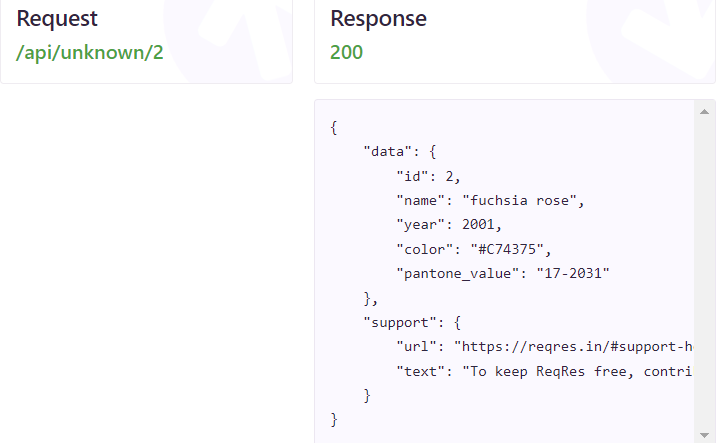 Request
/api/unknown/2
Response
200
{
    "data": {
        "id": 2,
        "name": "fuchsia rose",
        "year": 2001,
        "color": "#C74375",
        "pantone_value": "17-2031"
    },
    "support": {
        "url": "https://reqres.in/#support-h
        "text": "To keep ReqRes free, contri
    }
}